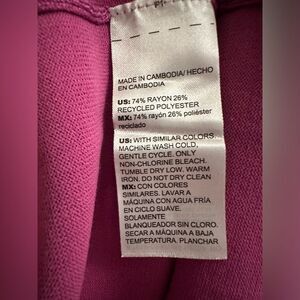 MADE IN CAMBODIA/ HECHO
EN CAMBODIA
US: 74% RAYON 26%
RECYCLED POLYESTER
MX: 74% rayón 26% poliéster
reciclado
US: WITH SIMILAR COLORS
MACHINE WASH COLD,
GENTLE CYCLE. ONLY
NON-CHLORINE BLEACH.
TUMBLE DRY LOW. WARM
IRON. DO NOT DRY CLEAN
MX: CON COLORES
SIMILARES. LAVAR A
MÁQUINA CON AGUA FRÍA
EN CICLO SUAVE.
SOLAMENTE
BLANQUEADOR SIN CLORO.
SECAR A MÁQUINA A BAJA
TEMPERATURA. PLANCHAR